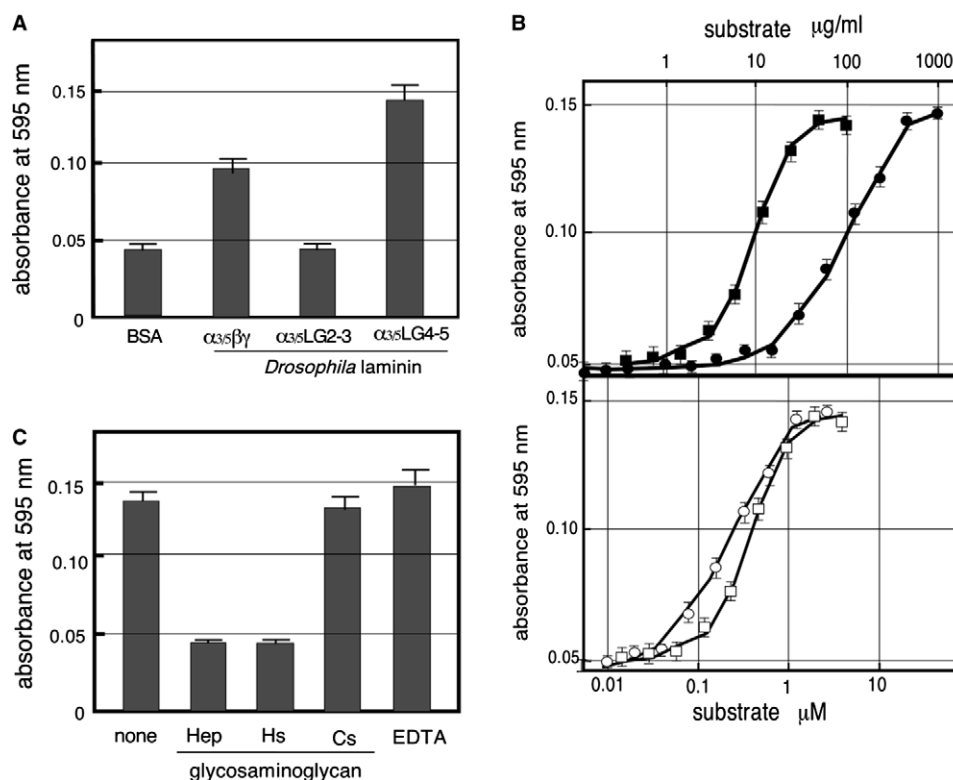 A
absorbance at 595 nm
0.15
0.10
0.05
0
BSA
α3/5βγ
α3/5LG2-3
α3/5LG4-5
Drosophila laminin
B
substrate μg/ml
1 10 100 1000
absorbance at 595 nm
0.15
0.10
0.05
absorbance at 595 nm
0.15
0.10
0.05
0.01 0.1 1 10
substrate μM
C
absorbance at 595 nm
0.15
0.10
0.05
0
none
Hep
Hs
Cs
EDTA
glycosaminoglycan